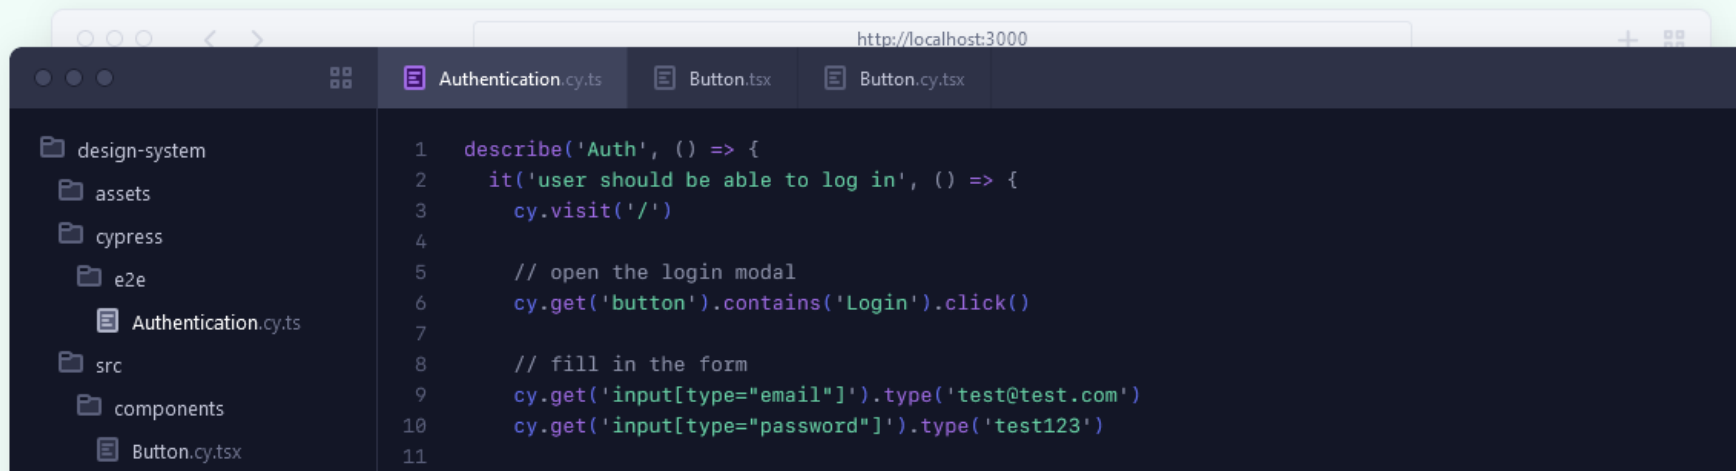 http://localhost:3000
Authentication.cy.ts
Button.tsx
Button.cy.tsx
design-system
assets
cypress
e2e
Authentication.cy.ts
src
components
Button.cy.tsx
1 describe('Auth', () => {
2 it('user should be able to log in', () => {
3 cy.visit('/')
4
5 // open the login modal
6 cy.get('button').contains('Login').click()
7
8 // fill in the form
9 cy.get('input[type="email"]').type('test@test.com')
10 cy.get('input[type="password"]').type('test123')
11